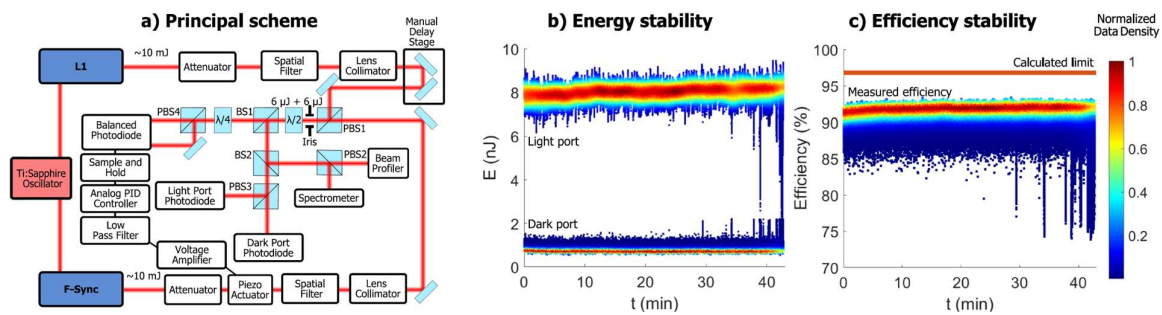 a) Principal scheme
L1
~10 mJ
Attenuator
Spatial
Filter
Lens
Collimator
Manual
Delay
Stage
6 µJ + 6 µJ
PBS4
λ/4
BS1
λ/2
Iris
PBS1
Balanced
Photodiode
Sample and
Hold
Analog PID
Controller
Low
Pass Filter
Ti:Sapphire
Oscillator
BS2
PBS2
Beam
Profiler
PBS3
Light Port
Photodiode
Spectrometer
Dark Port
Photodiode
Voltage
Amplifier
F-Sync
~10 mJ
Attenuator
Piezo
Actuator
Spatial
Filter
Lens
Collimator
b) Energy stability
E (nJ)
10
8
6
4
2
0
Light port
Dark port
0
10
20
30
40
t (min)
c) Efficiency stability
Efficiency (%)
100
95
90
85
80
75
70
Calculated limit
Measured efficiency
0
10
20
30
40
t (min)
Normalized
Data Density
1
0.8
0.6
0.4
0.2